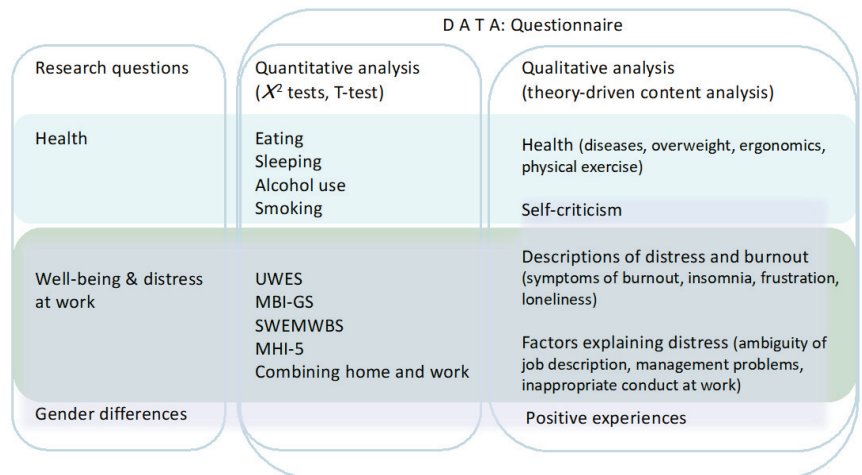 D A T A: Questionnaire
Research questions
Quantitative analysis
(X² tests, T-test)
Qualitative analysis
(theory-driven content analysis)
Health
Eating
Sleeping
Alcohol use
Smoking
Health (diseases, overweight, ergonomics,
physical exercise)
Self-criticism
Well-being & distress
at work
UWES
MBI-GS
SWEMWBS
MHI-5
Combining home and work
Descriptions of distress and burnout
(symptoms of burnout, insomnia, frustration,
loneliness)
Factors explaining distress (ambiguity of
job description, management problems,
inappropriate conduct at work)
Gender differences
Positive experiences